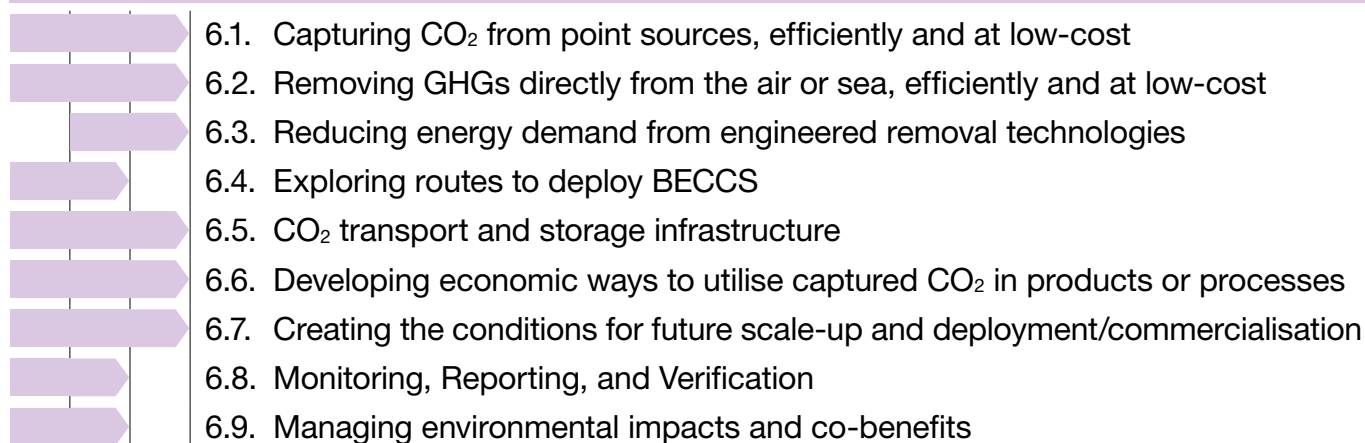 6.1. Capturing CO₂ from point sources, efficiently and at low-cost
6.2. Removing GHGs directly from the air or sea, efficiently and at low-cost
6.3. Reducing energy demand from engineered removal technologies
6.4. Exploring routes to deploy BECCS
6.5. CO₂ transport and storage infrastructure
6.6. Developing economic ways to utilise captured CO₂ in products or processes
6.7. Creating the conditions for future scale-up and deployment/commercialisation
6.8. Monitoring, Reporting, and Verification
6.9. Managing environmental impacts and co-benefits